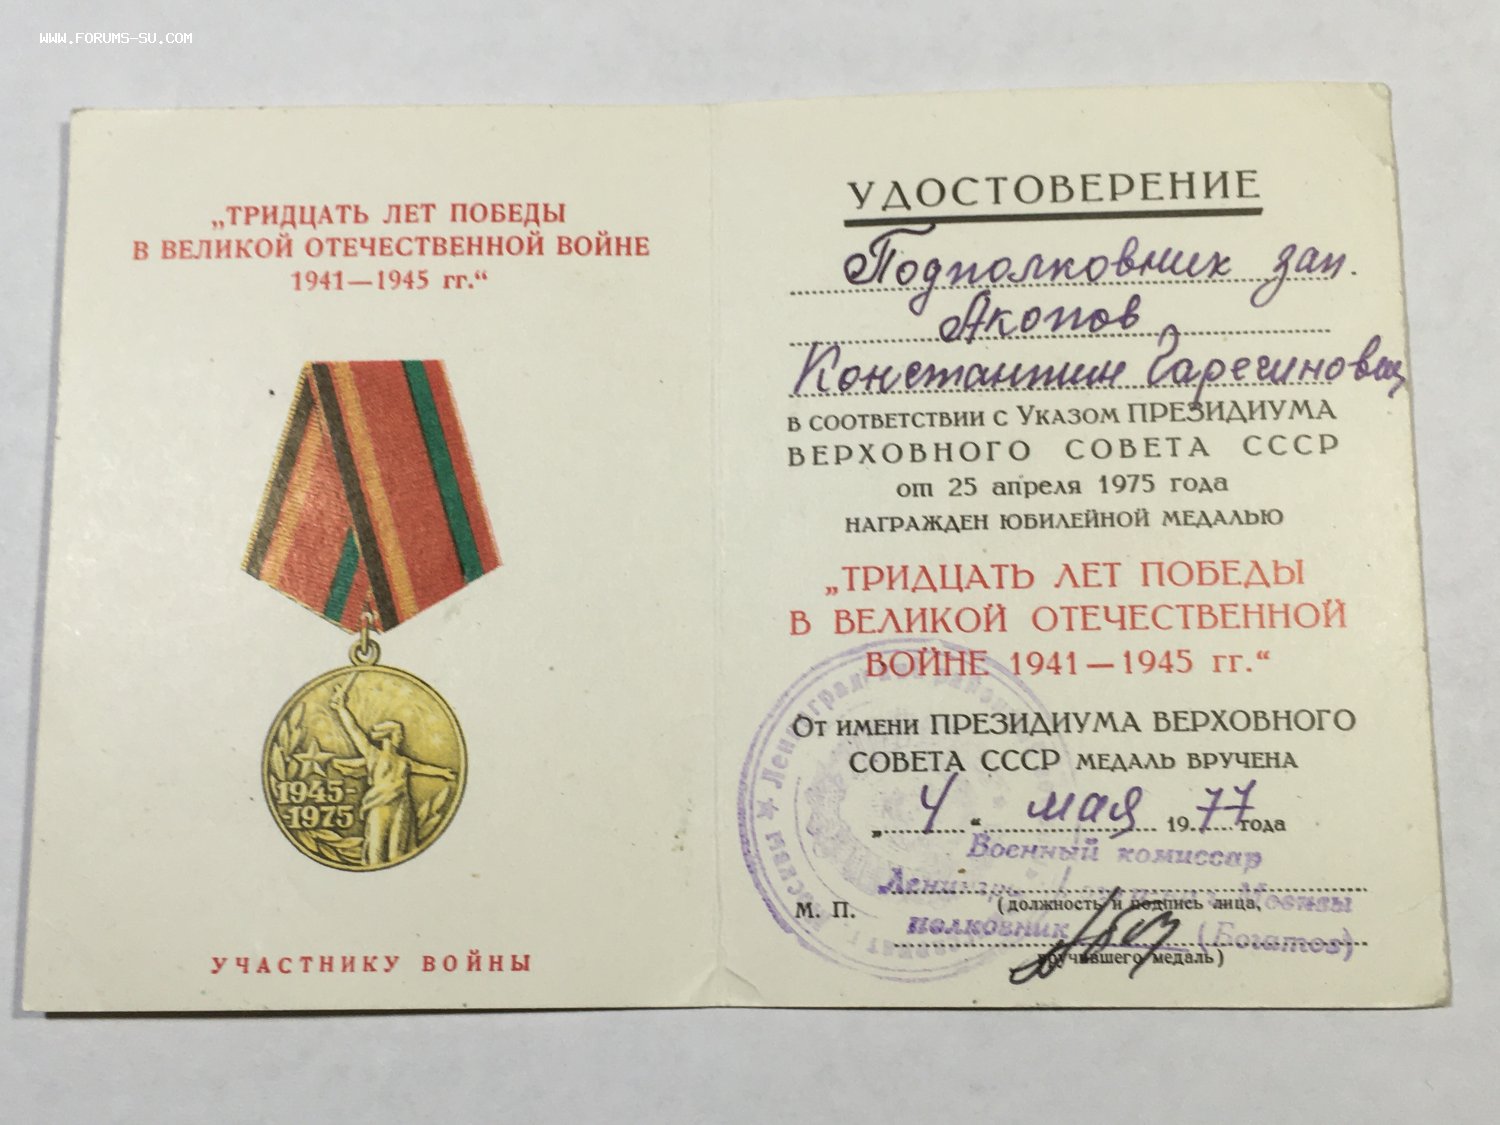 WWW.FORUMS-SU.COM
„ТРИДЦАТЬ ЛЕТ ПОБЕДЫ
В ВЕЛИКОЙ ОТЕЧЕСТВЕННОЙ ВОЙНЕ
1941—1945 гг.“
1945-
-1975
УЧАСТНИКУ ВОЙНЫ
УДОСТОВЕРЕНИЕ
Подполковник зап.
Акопов
Константин Гарегинович
в соответствии с Указом ПРЕЗИДИУМА
ВЕРХОВНОГО СОВЕТА СССР
от 25 апреля 1975 года
НАГРАЖДЕН ЮБИЛЕЙНОЙ МЕДАЛЬЮ
„ТРИДЦАТЬ ЛЕТ ПОБЕДЫ
В ВЕЛИКОЙ ОТЕЧЕСТВЕННОЙ
ВОЙНЕ 1941—1945 гг.“
От имени ПРЕЗИДИУМА ВЕРХОВНОГО
СОВЕТА СССР МЕДАЛЬ ВРУЧЕНА
„4“ мая 1977 года
Военный комиссар
Москвы
М. П.
(должность и подпись лица,
полковник (Богатов)
вручившего медаль)